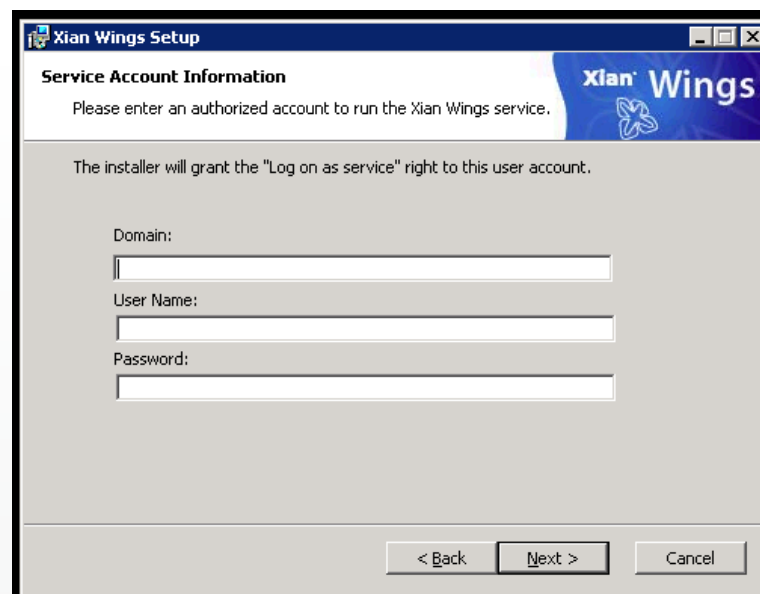 Xian Wings Setup
Service Account Information
Please enter an authorized account to run the Xian Wings service.
Xian Wings
The installer will grant the "Log on as service" right to this user account.
Domain:
User Name:
Password:
< Back
Next >
Cancel